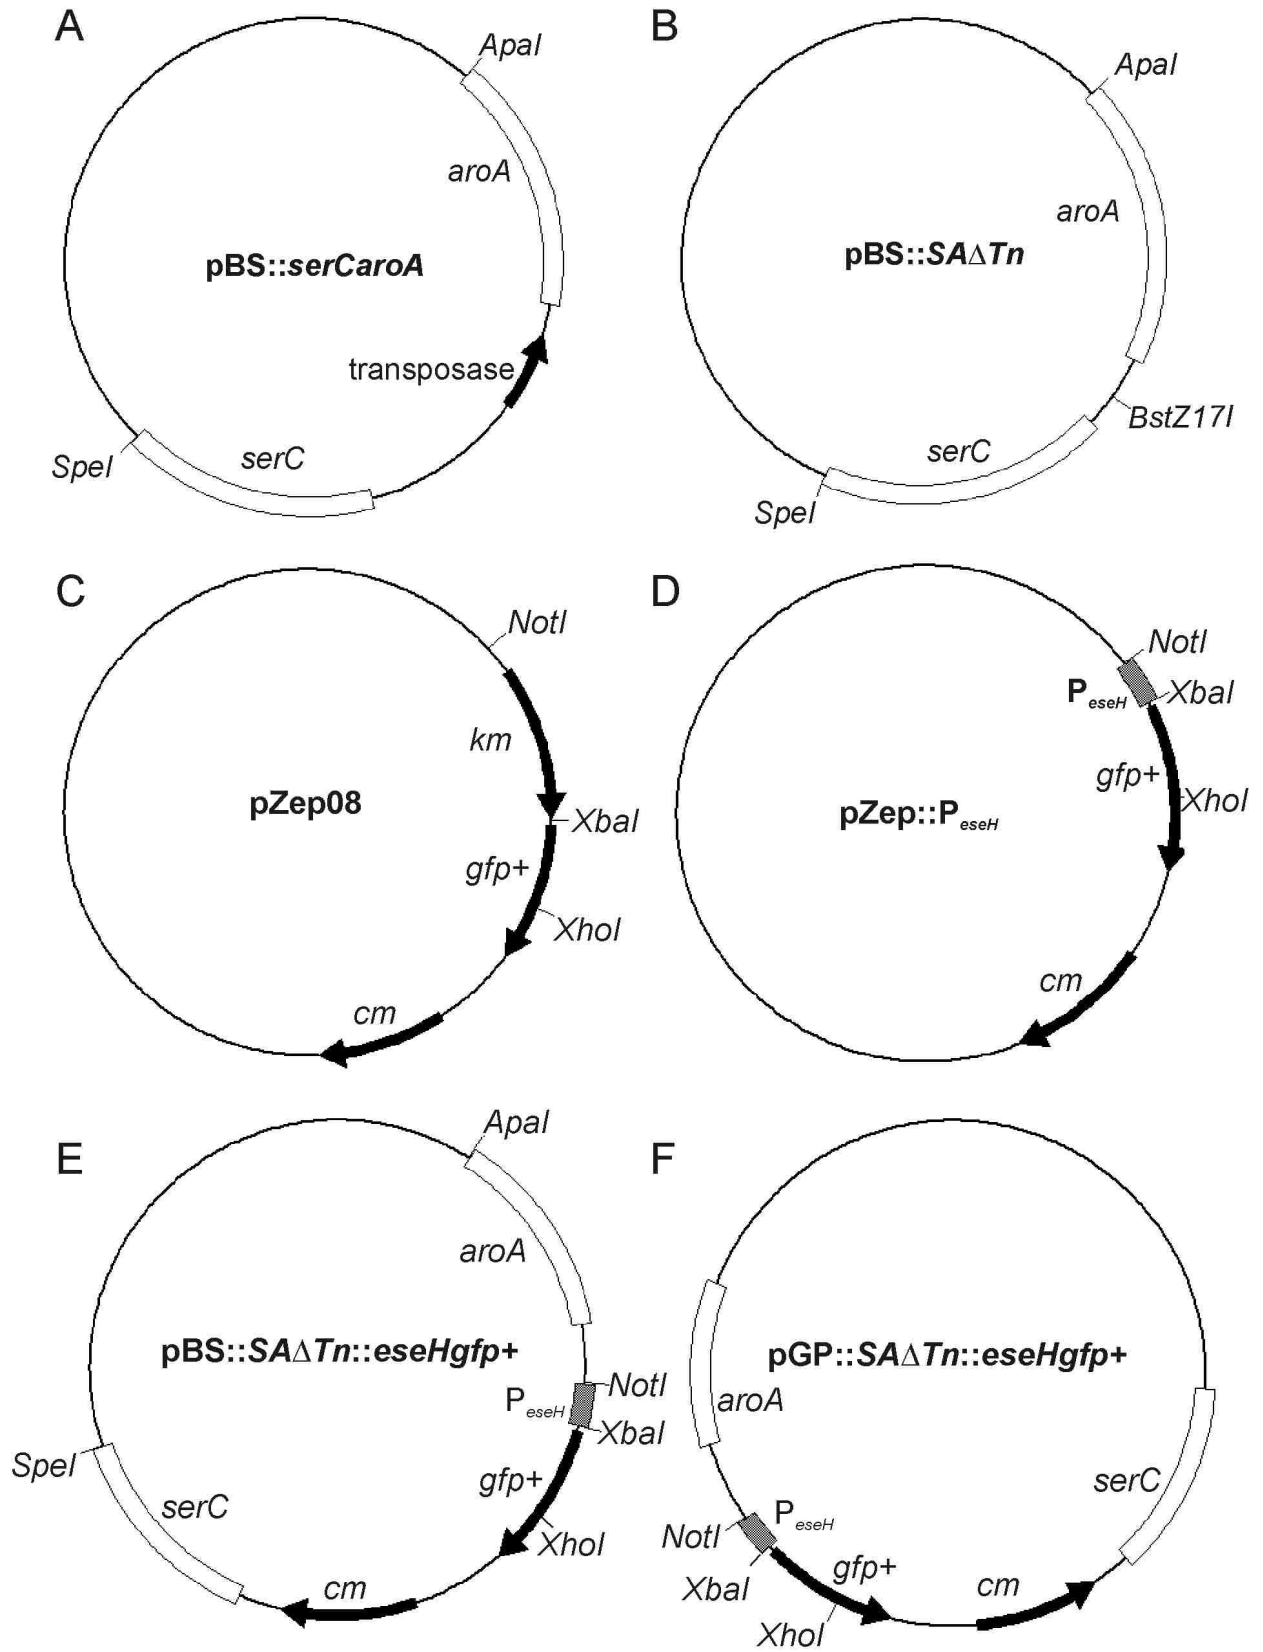 A
ApaI
aroA
pBS::serCaroA
transposase
serC
SpeI
B
ApaI
aroA
pBS::SAΔTn
BstZ17I
serC
SpeI
C
NotI
km
pZep08
XbaI
gfp+
XhoI
cm
D
NotI
PeseH
XbaI
gfp+
XhoI
pZep::PeseH
cm
E
ApaI
aroA
pBS::SAΔTn::eseHgfp+
NotI
PeseH
XbaI
SpeI
gfp+
serC
XhoI
cm
F
pGP::SAΔTn::eseHgfp+
aroA
serC
PeseH
NotI
XbaI
gfp+
cm
XhoI